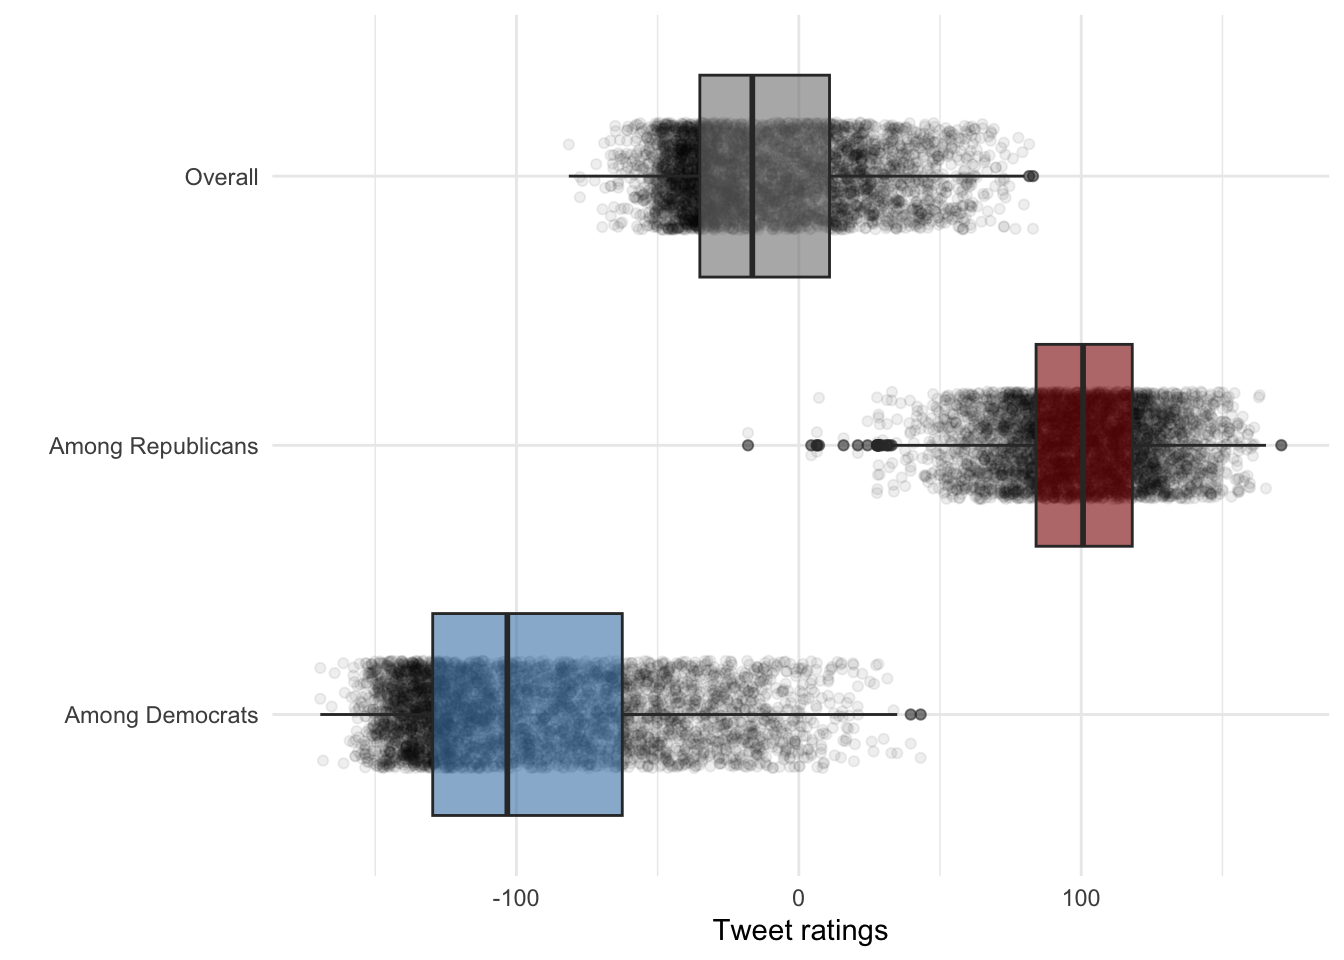 Overall
Among Republicans
Among Democrats
-100 0 100
Tweet ratings